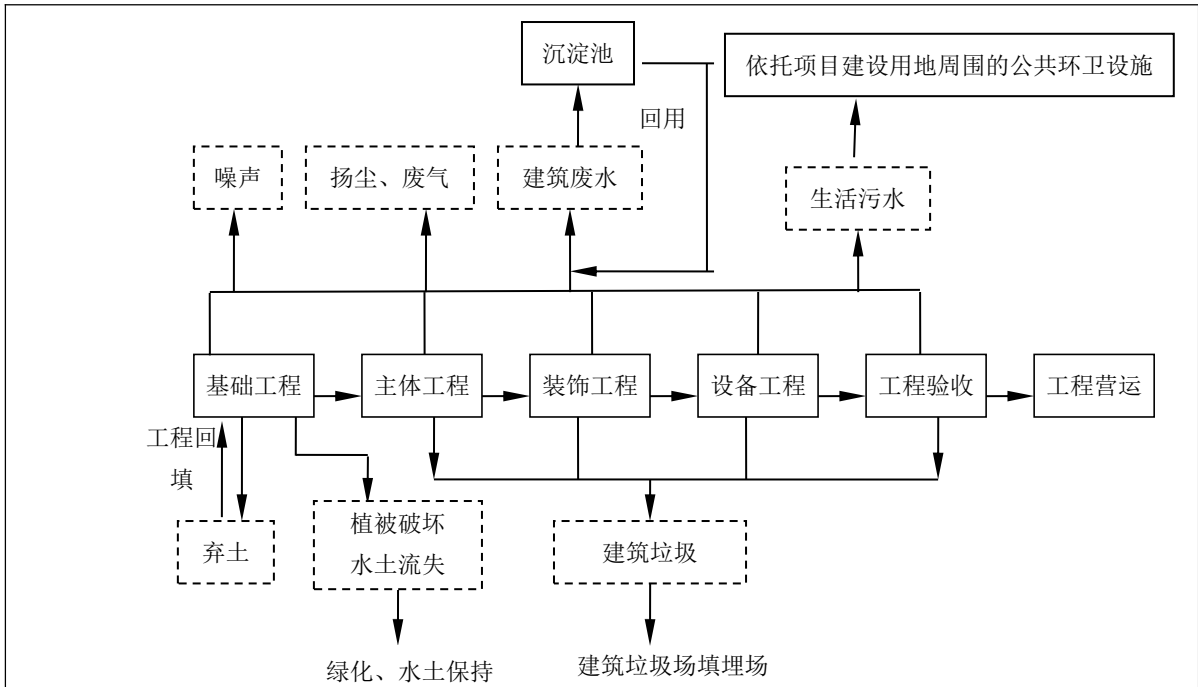 沉淀池
依托项目建设用地周围的公共环卫设施
回用
噪声
扬尘、废气
建筑废水
生活污水
基础工程
主体工程
装饰工程
设备工程
工程验收
工程营运
工程回
填
弃土
植被破坏
水土流失
建筑垃圾
绿化、水土保持
建筑垃圾场填埋场